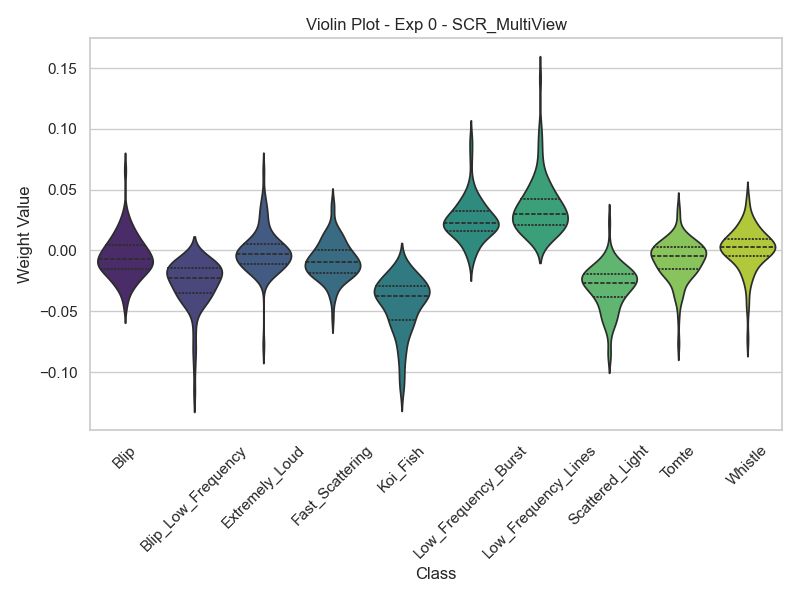 Violin Plot - Exp 0 - SCR_MultiView
Weight Value
0.15
0.10
0.05
0.00
−0.05
−0.10
Blip
Blip_Low_Frequency
Extremely_Loud
Fast_Scattering
Koi_Fish
Low_Frequency_Burst
Low_Frequency_Lines
Scattered_Light
Tomte
Whistle
Class